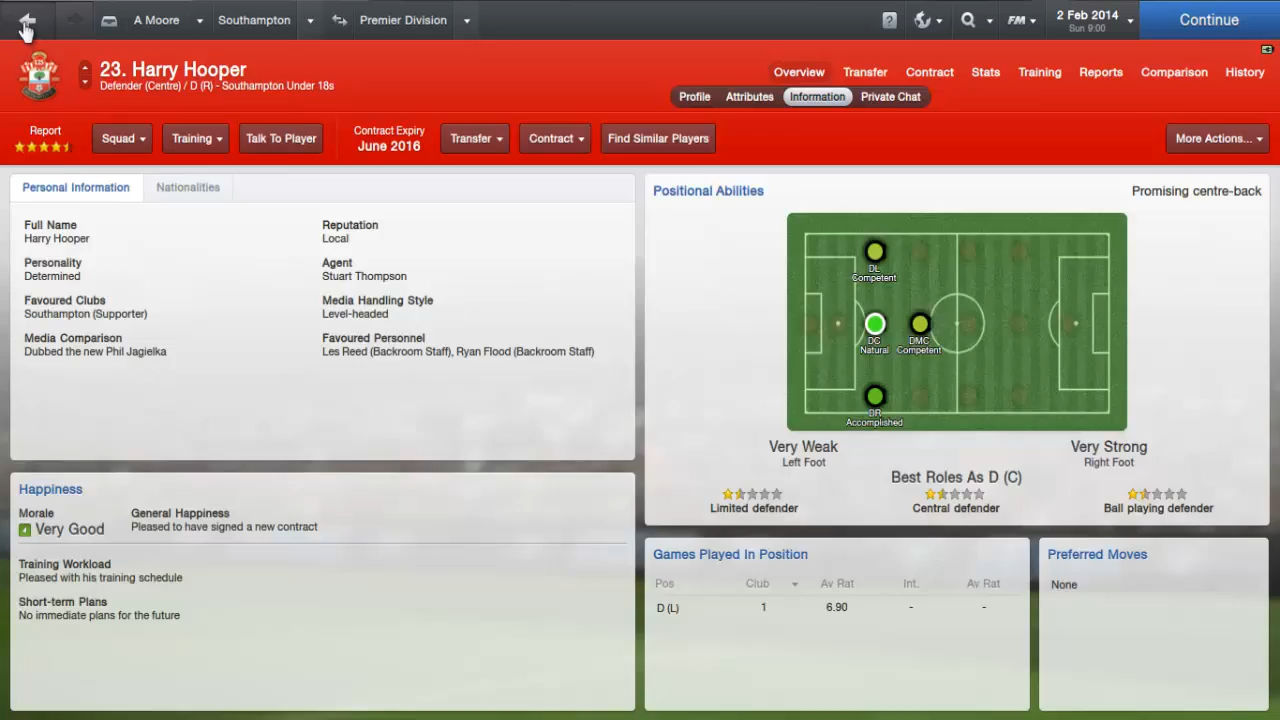 A Moore
Southampton
Premier Division
?
FM
2 Feb 2014
Sun 9:00
Continue
23. Harry Hooper
Defender (Centre) / D (R) - Southampton Under 18s
Overview
Transfer
Contract
Stats
Training
Reports
Comparison
History
Profile
Attributes
Information
Private Chat
Report
Squad
Training
Talk To Player
Contract Expiry
June 2016
Transfer
Contract
Find Similar Players
More Actions...
Personal Information
Nationalities
Full Name
Harry Hooper
Reputation
Local
Personality
Determined
Agent
Stuart Thompson
Favoured Clubs
Southampton (Supporter)
Media Handling Style
Level-headed
Media Comparison
Dubbed the new Phil Jagielka
Favoured Personnel
Les Reed (Backroom Staff), Ryan Flood (Backroom Staff)
Positional Abilities
Promising centre-back
DL
Competent
DC
Natural
DMC
Competent
DR
Accomplished
Very Weak
Left Foot
Very Strong
Right Foot
Best Roles As D (C)
Limited defender
Central defender
Ball playing defender
Happiness
Morale
Very Good
General Happiness
Pleased to have signed a new contract
Training Workload
Pleased with his training schedule
Short-term Plans
No immediate plans for the future
Games Played In Position
Pos Club Av Rat Int. Av Rat
D (L) 1 6.90 - -
Preferred Moves
None